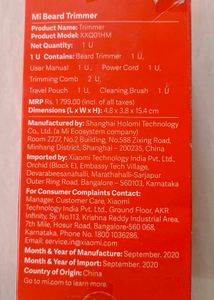 Mi Beard Trimmer
Product Name: Trimmer
Product Model: XXQ01HM
Net Quantity: 1 U
1 U Contains: Beard Trimmer 1 U,
User Manual 1 U, Power Cord 1 U,
Trimming Comb 2 U,
Travel Pouch 1 U, Cleaning Brush 1 U
MRP Rs. 1,799.00 (incl. of all taxes)
Dimensions (L x W x H): 4.8 x 3.8 x 15.4 cm
Manufactured by: Shanghai Holomi Technology
Co., Ltd. (a Mi Ecosystem company)
Room 2227, No.2 Building, No.588 Zixing Road,
Minhang District, Shanghai - 200235, China
Imported by: Xiaomi Technology India Pvt. Ltd.,
Orchid (Block E), Embassy Tech Village,
Devarabeesanahalli, Marathahalli-Sarjapur
Outer Ring Road, Bangalore - 560103, Karnataka
For Consumer Complaints Contact:
Manager, Customer Care, Xiaomi
Technology India Pvt. Ltd., Ground Floor, AKR
Infinity, Sy. No.113, Krishna Reddy Industrial Area,
7th Mile, Hosur Road, Bangalore-560 068,
Karnataka, Phone No. 1800 1036286,
Email: service.in@xiaomi.com
Month & Year of Manufacture: September, 2020
Month & Year of Import: September, 2020
Country of Origin: China
Go to mi.com to learn more.